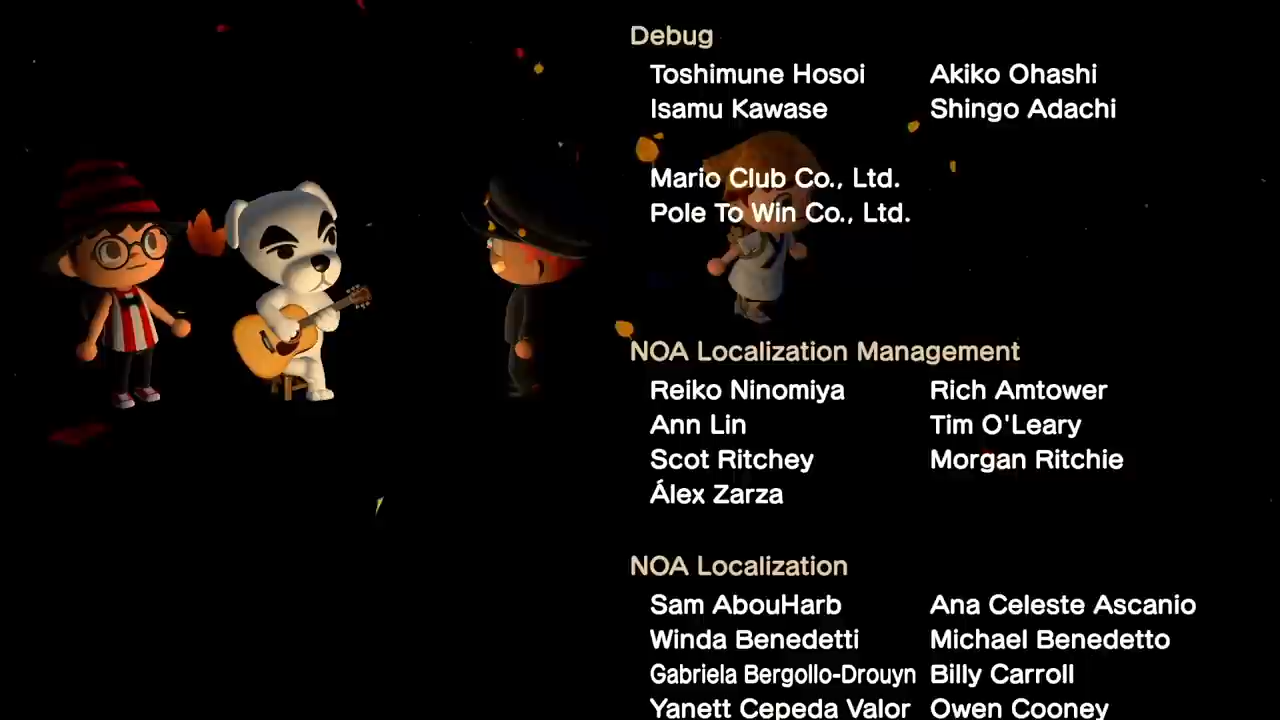 Debug
Toshimune Hosoi Akiko Ohashi
Isamu Kawase Shingo Adachi
Mario Club Co., Ltd.
Pole To Win Co., Ltd.
NOA Localization Management
Reiko Ninomiya Rich Amtower
Ann Lin Tim O'Leary
Scot Ritchey Morgan Ritchie
Álex Zarza
NOA Localization
Sam AbouHarb Ana Celeste Ascanio
Winda Benedetti Michael Benedetto
Gabriela Bergollo-Drouyn Billy Carroll
Yanett Cepeda Valor Owen Cooney